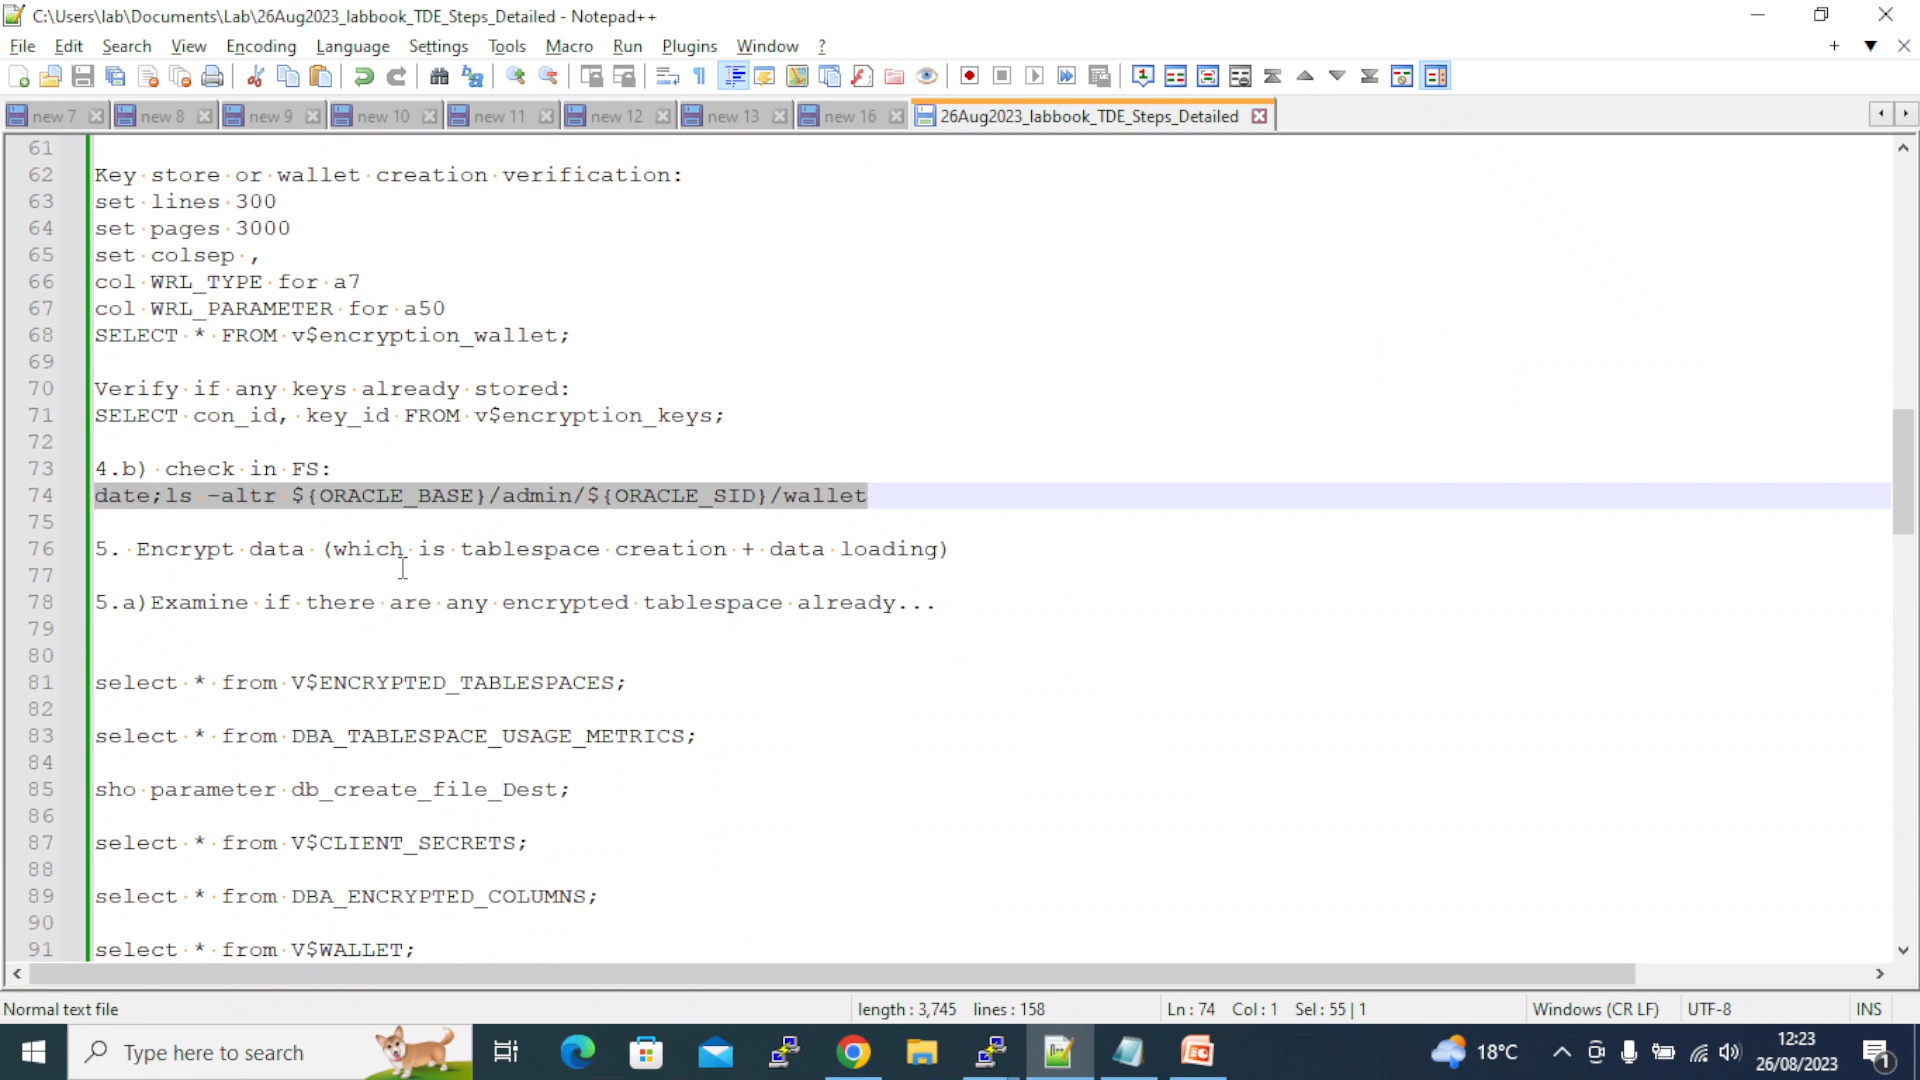 C:\Users\lab\Documents\Lab\26Aug2023_labbook_TDE_Steps_Detailed - Notepad++
File Edit Search View Encoding Language Settings Tools Macro Run Plugins Window ?
new 7 new 8 new 9 new 10 new 11 new 12 new 13 new 16 26Aug2023_labbook_TDE_Steps_Detailed
61
62 Key store or wallet creation verification:
63 set lines 300
64 set pages 3000
65 set colsep ,
66 col WRL_TYPE for a7
67 col WRL_PARAMETER for a50
68 SELECT * FROM v$encryption_wallet;
69
70 Verify if any keys already stored:
71 SELECT con_id, key_id FROM v$encryption_keys;
72
73 4.b) check in FS:
74 date;ls -altr ${ORACLE_BASE}/admin/${ORACLE_SID}/wallet
75
76 5. Encrypt data (which is tablespace creation + data loading)
77
78 5.a)Examine if there are any encrypted tablespace already...
79
80
81 select * from V$ENCRYPTED_TABLESPACES;
82
83 select * from DBA_TABLESPACE_USAGE_METRICS;
84
85 sho parameter db_create_file_Dest;
86
87 select * from V$CLIENT_SECRETS;
88
89 select * from DBA_ENCRYPTED_COLUMNS;
90
91 select * from V$WALLET;
Normal text file length : 3,745 lines : 158 Ln : 74 Col : 1 Sel : 55 | 1 Windows (CR LF) UTF-8 INS
Type here to search 18°C 12:23
26/08/2023 1